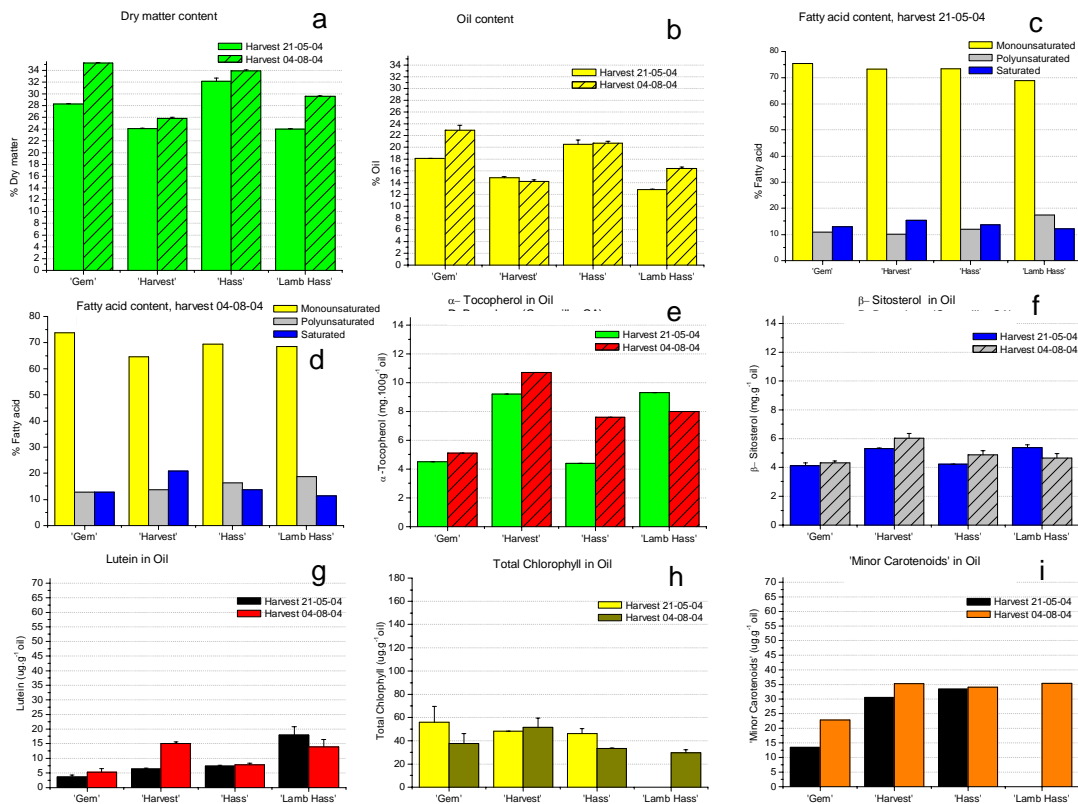 Dry matter content
a
Harvest 21-05-04
Harvest 04-08-04
34
32
30
28
26
24
22
20
18
16
14
12
10
8
6
4
2
0
% Dry matter
'Gem' 'Harvest' 'Hass' 'Lamb Hass'
Oil content
b
Harvest 21-05-04
Harvest 04-08-04
36
34
32
30
28
26
24
22
20
18
16
14
12
10
8
6
4
2
0
% Oil
'Gem' 'Harvest' 'Hass' 'Lamb Hass'
Fatty acid content, harvest 21-05-04
c
Monounsaturated
Polyunsaturated
Saturated
80
70
60
50
40
30
20
10
0
% Fatty acid
'Gem' 'Harvest' 'Hass' 'Lamb Hass'
Fatty acid content, harvest 04-08-04
d
Monounsaturated
Polyunsaturated
Saturated
80
70
60
50
40
30
20
10
0
% Fatty acid
'Gem' 'Harvest' 'Hass' 'Lamb Hass'
α– Tocopherol in Oil
e
Harvest 21-05-04
Harvest 04-08-04
14
12
10
8
6
4
2
0
α -Tocopherol (mg.100g⁻¹ oil)
'Gem' 'Harvest' 'Hass' 'Lamb Hass'
β– Sitosterol in Oil
f
Harvest 21-05-04
Harvest 04-08-04
14
12
10
8
6
4
2
0
β– Sitosterol (mg.g⁻¹ oil)
'Gem' 'Harvest' 'Hass' 'Lamb Hass'
Lutein in Oil
g
Harvest 21-05-04
Harvest 04-08-04
70
65
60
55
50
45
40
35
30
25
20
15
10
5
0
Lutein (ug.g⁻¹ oil)
'Gem' 'Harvest' 'Hass' 'Lamb Hass'
Total Chlorophyll in Oil
h
Harvest 21-05-04
Harvest 04-08-04
180
160
140
120
100
80
60
40
20
0
Total Chlorophyll (ug.g⁻¹ oil)
'Gem' 'Harvest' 'Hass' 'Lamb Hass'
'Minor Carotenoids' in Oil
i
Harvest 21-05-04
Harvest 04-08-04
70
65
60
55
50
45
40
35
30
25
20
15
10
5
0
'Minor Carotenoids' (ug.g⁻¹ oil)
'Gem' 'Harvest' 'Hass' 'Lamb Hass'